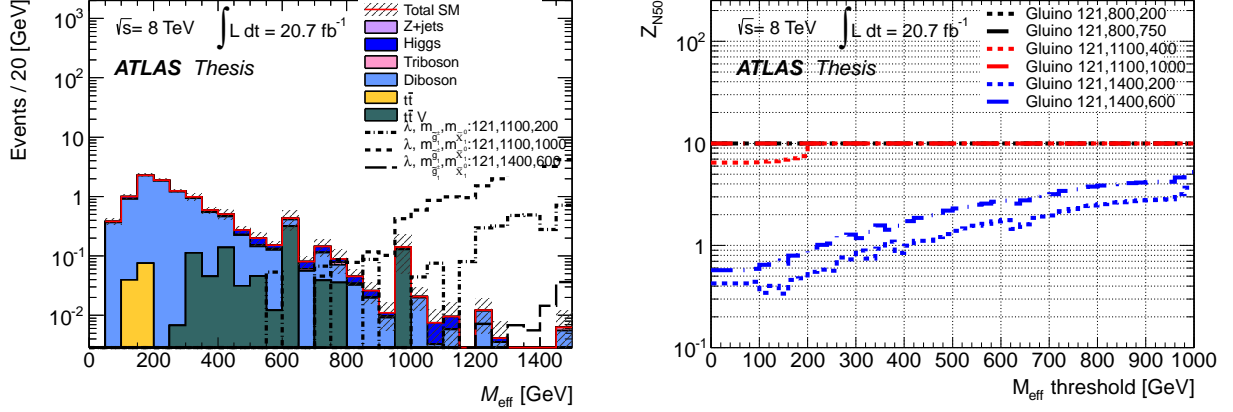 Events / 20 [GeV]
10³
10²
10
1
10⁻¹
10⁻²
√s= 8 TeV ∫ L dt = 20.7 fb⁻¹
ATLAS Thesis
Total SM
Z+jets
Higgs
Triboson
Diboson
tt̄
tt̄ V
λ, m_g̃, m_χ̃⁰₁:121,1100,200
λ, m_g̃, m_χ̃⁰₁:121,1100,1000
λ, m_g̃, m_χ̃⁰₁:121,1400,600
0 200 400 600 800 1000 1200 1400
M_eff [GeV]
Z_N50
10²
10
1
10⁻¹
√s= 8 TeV ∫ L dt = 20.7 fb⁻¹
ATLAS Thesis
Gluino 121,800,200
Gluino 121,800,750
Gluino 121,1100,400
Gluino 121,1100,1000
Gluino 121,1400,200
Gluino 121,1400,600
0 100 200 300 400 500 600 700 800 900 1000
M_eff threshold [GeV]